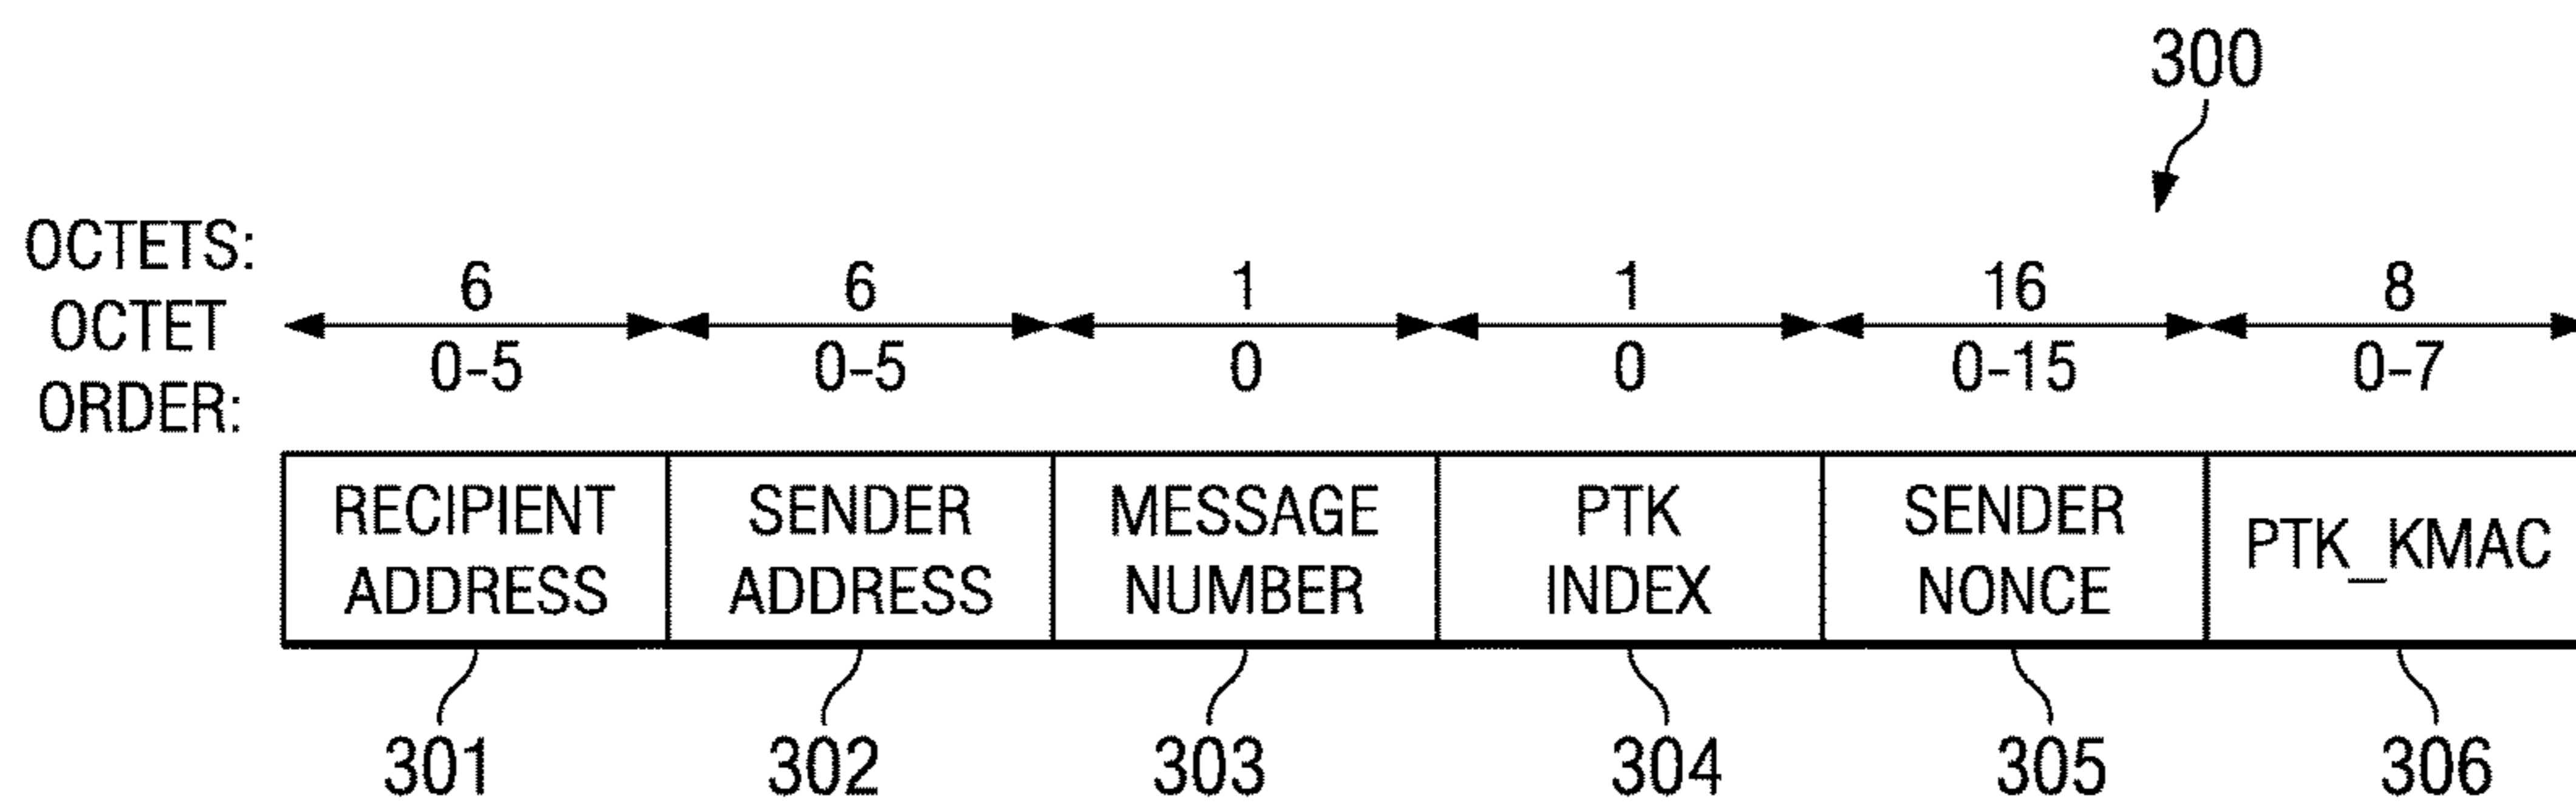 300
OCTETS:
6 6 1 1 16 8
OCTET
ORDER:
0-5 0-5 0 0 0-15 0-7
RECIPIENT ADDRESS
SENDER ADDRESS
MESSAGE NUMBER
PTK INDEX
SENDER NONCE
PTK_KMAC
301 302 303 304 305 306